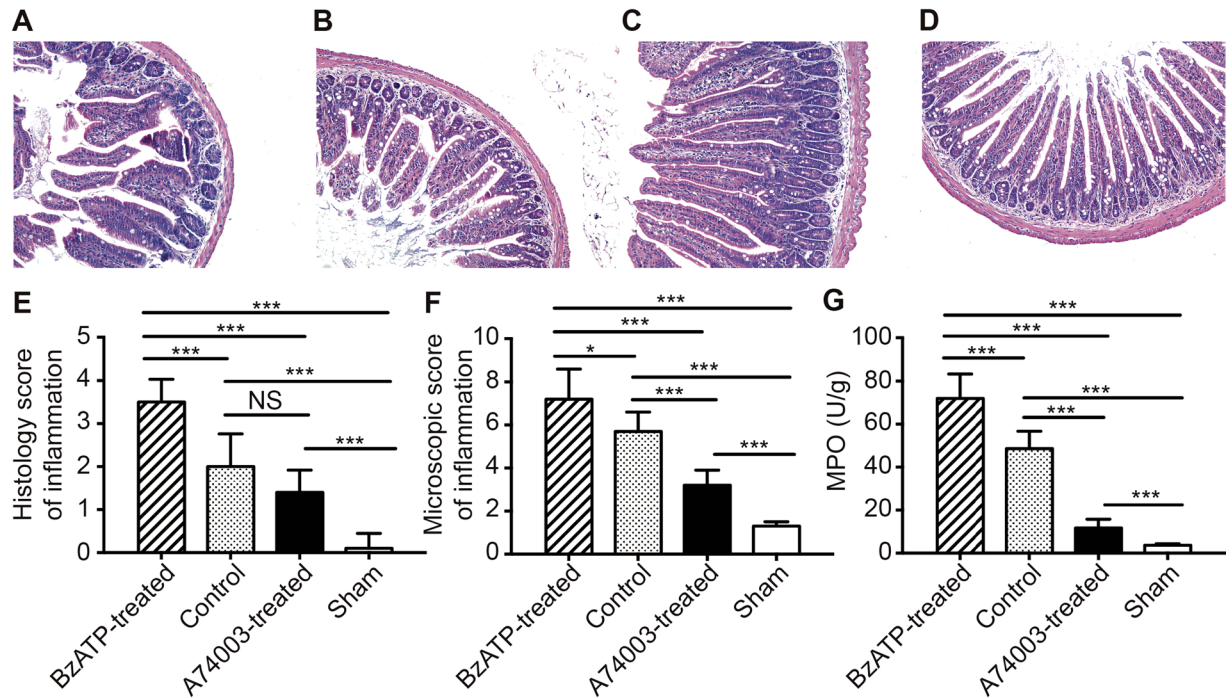 A
B
C
D
E
Histology score
of inflammation
5
4
3
2
1
0
***
***
***
***
NS
***
BzATP-treated
Control
A74003-treated
Sham
F
Microscopic score
of inflammation
10
8
6
4
2
0
***
***
*
***
***
***
BzATP-treated
Control
A74003-treated
Sham
G
MPO (U/g)
100
80
60
40
20
0
***
***
***
***
***
***
BzATP-treated
Control
A74003-treated
Sham